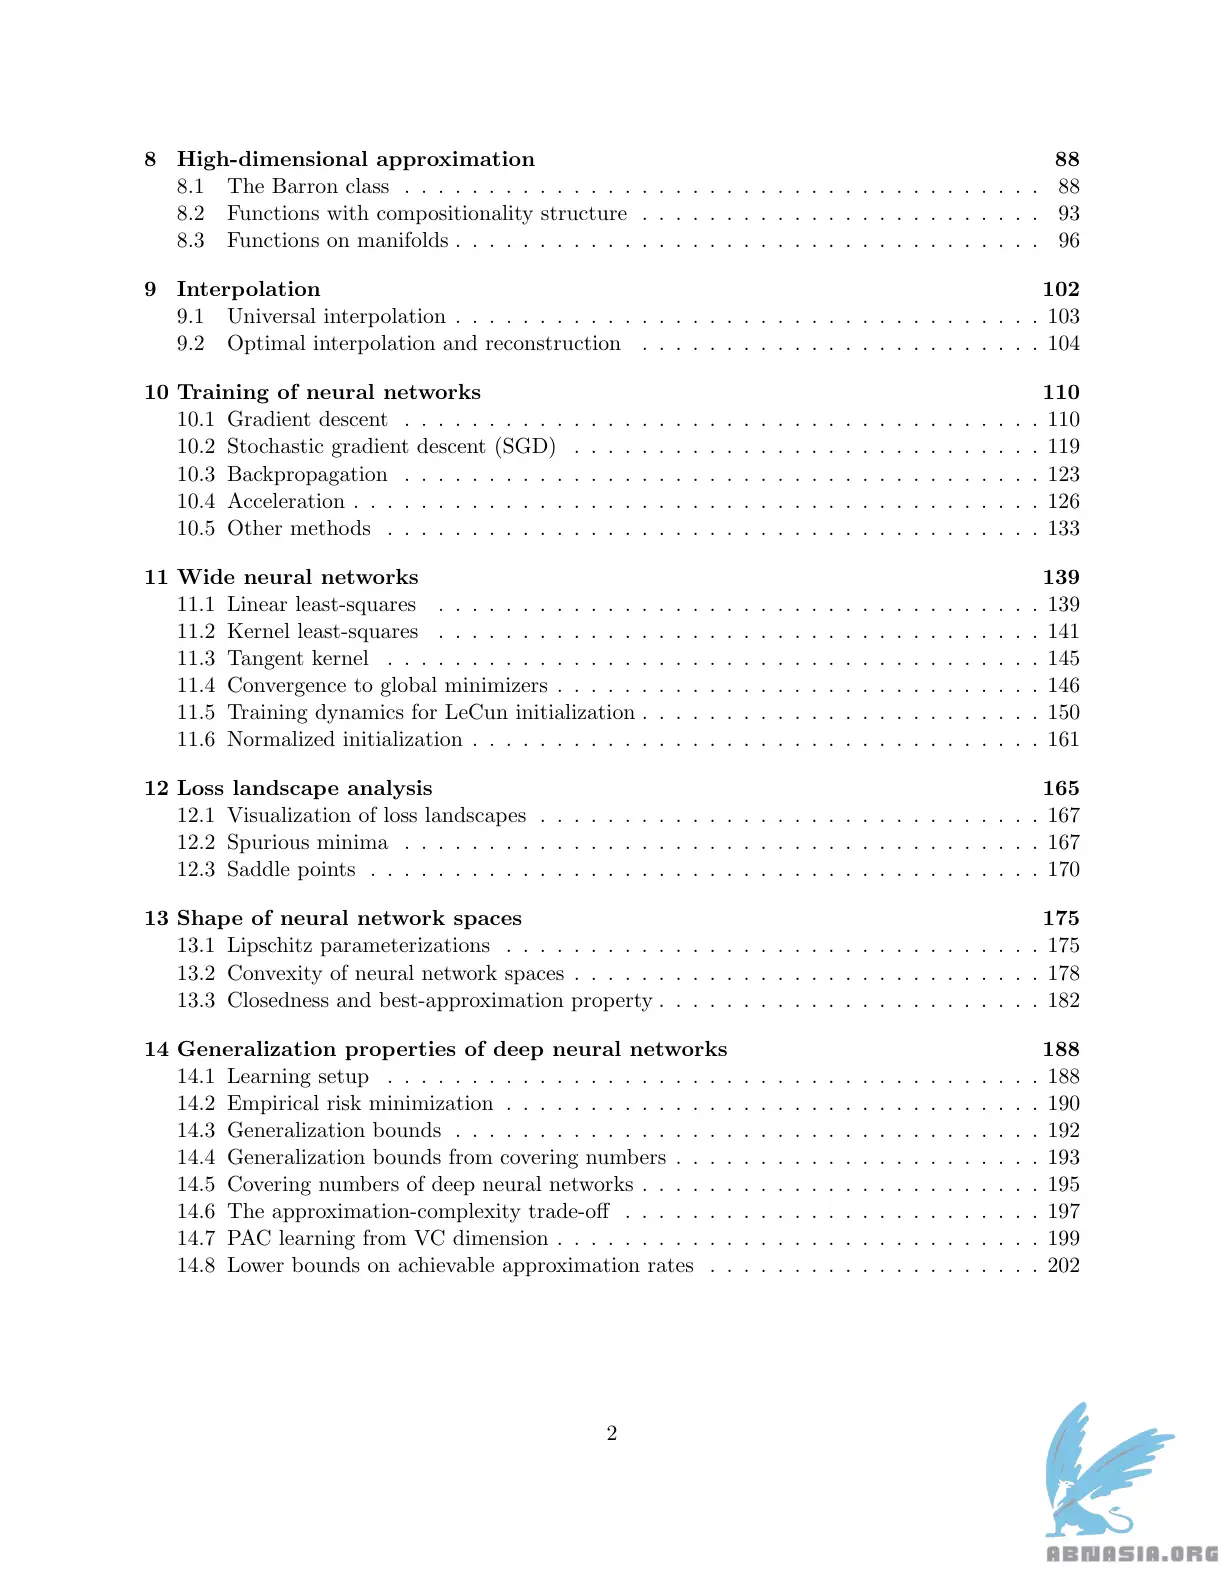 8 High-dimensional approximation 88
8.1 The Barron class . . . . . . . . . . . . . . . . . . . . . . . . . . . . . . . . . . . . . . 88
8.2 Functions with compositionality structure . . . . . . . . . . . . . . . . . . . . . . . . 93
8.3 Functions on manifolds . . . . . . . . . . . . . . . . . . . . . . . . . . . . . . . . . . . 96
9 Interpolation 102
9.1 Universal interpolation . . . . . . . . . . . . . . . . . . . . . . . . . . . . . . . . . . . 103
9.2 Optimal interpolation and reconstruction . . . . . . . . . . . . . . . . . . . . . . . . 104
10 Training of neural networks 110
10.1 Gradient descent . . . . . . . . . . . . . . . . . . . . . . . . . . . . . . . . . . . . . . 110
10.2 Stochastic gradient descent (SGD) . . . . . . . . . . . . . . . . . . . . . . . . . . . . 119
10.3 Backpropagation . . . . . . . . . . . . . . . . . . . . . . . . . . . . . . . . . . . . . . 123
10.4 Acceleration . . . . . . . . . . . . . . . . . . . . . . . . . . . . . . . . . . . . . . . . . 126
10.5 Other methods . . . . . . . . . . . . . . . . . . . . . . . . . . . . . . . . . . . . . . . 133
11 Wide neural networks 139
11.1 Linear least-squares . . . . . . . . . . . . . . . . . . . . . . . . . . . . . . . . . . . . 139
11.2 Kernel least-squares . . . . . . . . . . . . . . . . . . . . . . . . . . . . . . . . . . . . 141
11.3 Tangent kernel . . . . . . . . . . . . . . . . . . . . . . . . . . . . . . . . . . . . . . . 145
11.4 Convergence to global minimizers . . . . . . . . . . . . . . . . . . . . . . . . . . . . . 146
11.5 Training dynamics for LeCun initialization . . . . . . . . . . . . . . . . . . . . . . . . 150
11.6 Normalized initialization . . . . . . . . . . . . . . . . . . . . . . . . . . . . . . . . . . 161
12 Loss landscape analysis 165
12.1 Visualization of loss landscapes . . . . . . . . . . . . . . . . . . . . . . . . . . . . . . 167
12.2 Spurious minima . . . . . . . . . . . . . . . . . . . . . . . . . . . . . . . . . . . . . . 167
12.3 Saddle points . . . . . . . . . . . . . . . . . . . . . . . . . . . . . . . . . . . . . . . . 170
13 Shape of neural network spaces 175
13.1 Lipschitz parameterizations . . . . . . . . . . . . . . . . . . . . . . . . . . . . . . . . 175
13.2 Convexity of neural network spaces . . . . . . . . . . . . . . . . . . . . . . . . . . . . 178
13.3 Closedness and best-approximation property . . . . . . . . . . . . . . . . . . . . . . . 182
14 Generalization properties of deep neural networks 188
14.1 Learning setup . . . . . . . . . . . . . . . . . . . . . . . . . . . . . . . . . . . . . . . 188
14.2 Empirical risk minimization . . . . . . . . . . . . . . . . . . . . . . . . . . . . . . . . 190
14.3 Generalization bounds . . . . . . . . . . . . . . . . . . . . . . . . . . . . . . . . . . . 192
14.4 Generalization bounds from covering numbers . . . . . . . . . . . . . . . . . . . . . . 193
14.5 Covering numbers of deep neural networks . . . . . . . . . . . . . . . . . . . . . . . . 195
14.6 The approximation-complexity trade-off . . . . . . . . . . . . . . . . . . . . . . . . . 197
14.7 PAC learning from VC dimension . . . . . . . . . . . . . . . . . . . . . . . . . . . . . 199
14.8 Lower bounds on achievable approximation rates . . . . . . . . . . . . . . . . . . . . 202
2
ABNASIA.ORG